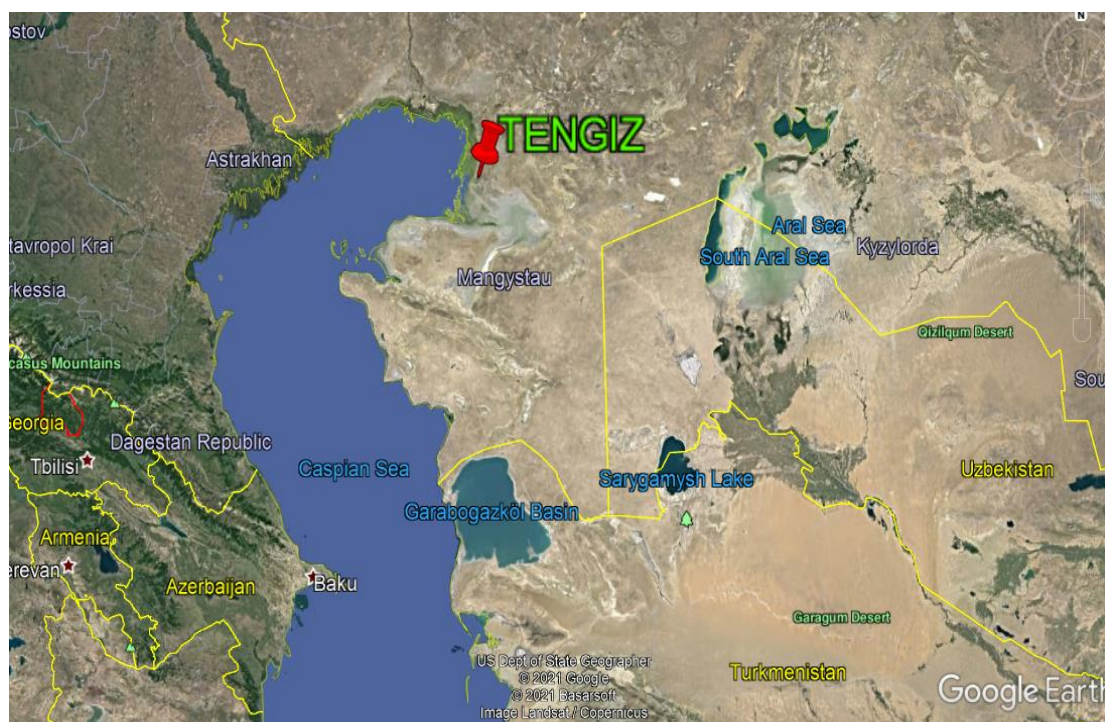 ostov
N
TENGIZ
Astrakhan
Aral Sea
tavropol Krai
South Aral Sea
Kyzylorda
Mangystau
rkessia
Qizilqum Desert
casus Mountains
Sou
Georgia
Dagestan Republic
Tbilisi
Caspian Sea
Uzbekistan
Sarygamysh Lake
Garabogazköl Basin
Armenia
erevan
Azerbaijan
Baku
Garagum Desert
US Dept of State Geographer
© 2021 Google
© 2021 Basarsoft
Image Landsat / Copernicus
Turkmenistan
Google Earth